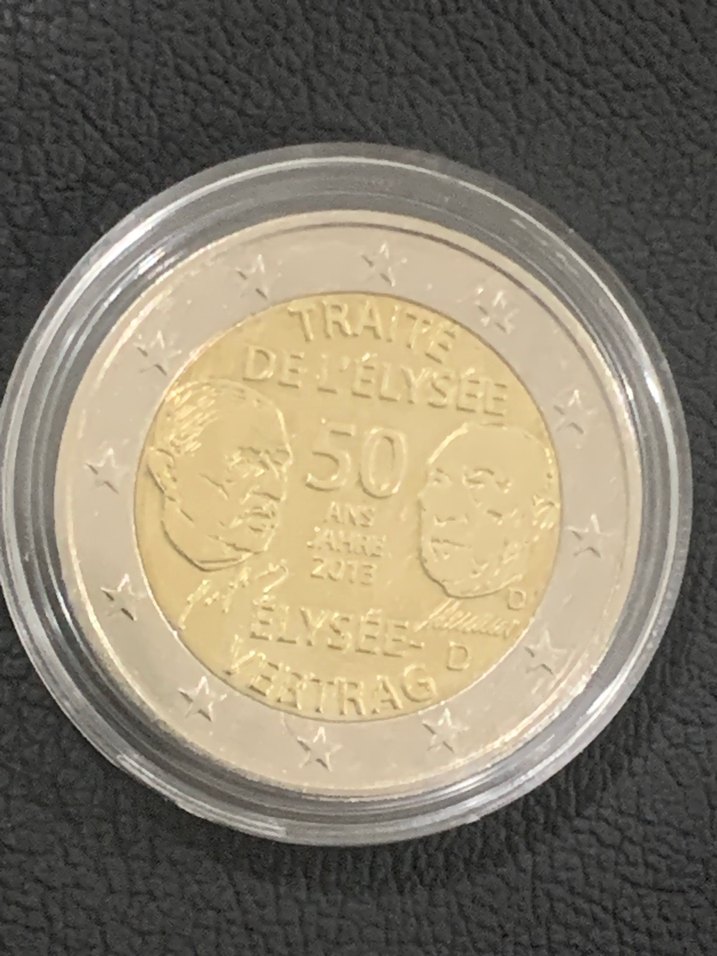 TRAITÉ
DE L'ÉLYSÉE
50
ANS
JAHRE
2013
D
ÉLYSÉE-
VERTRAG
D